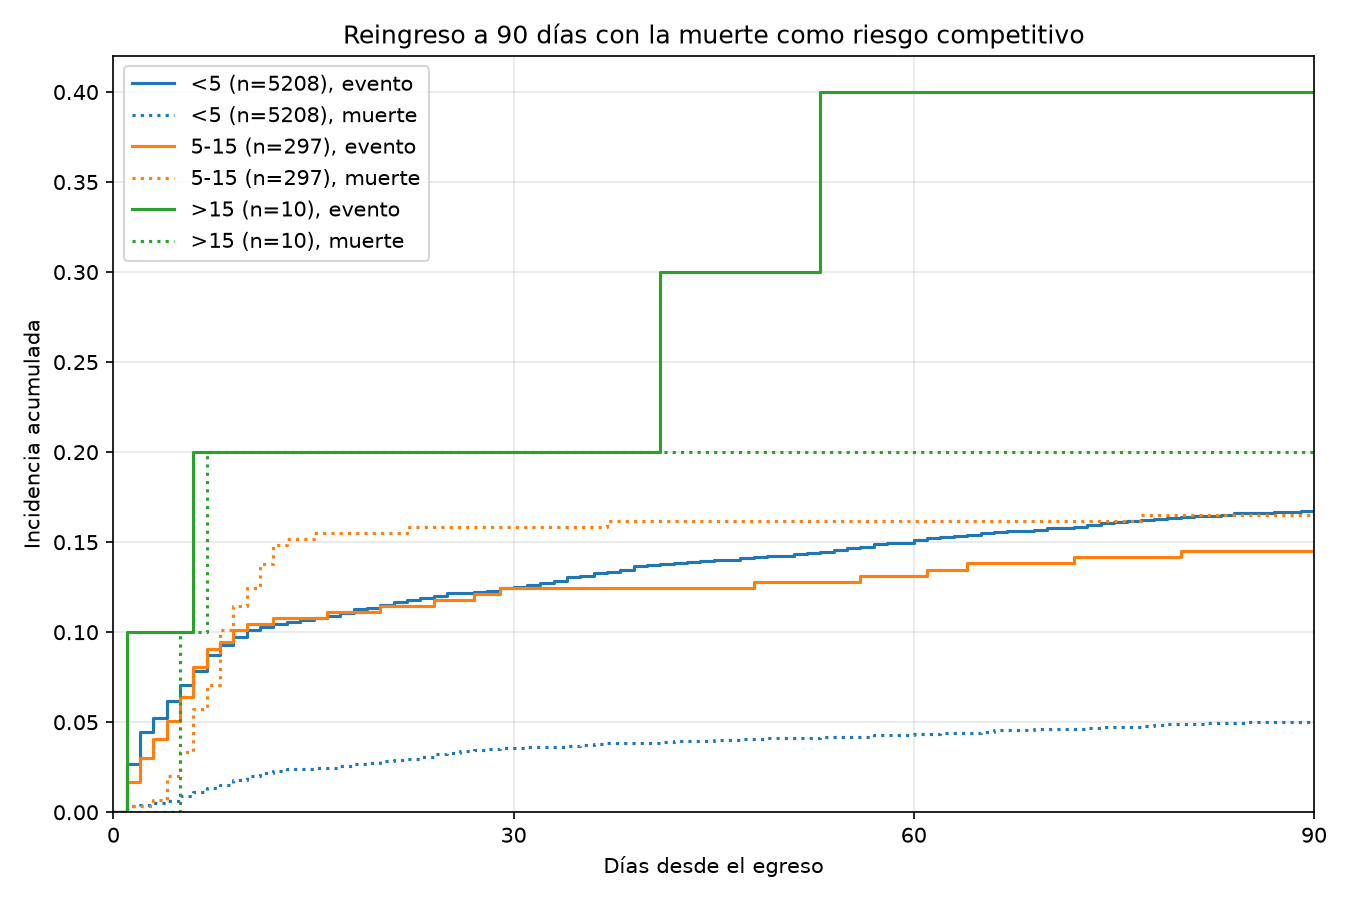 Reingreso a 90 días con la muerte como riesgo competitivo
<5 (n=5208), evento
<5 (n=5208), muerte
5-15 (n=297), evento
5-15 (n=297), muerte
>15 (n=10), evento
>15 (n=10), muerte
Incidencia acumulada
0.40
0.35
0.30
0.25
0.20
0.15
0.10
0.05
0.00
0
30
60
90
Días desde el egreso